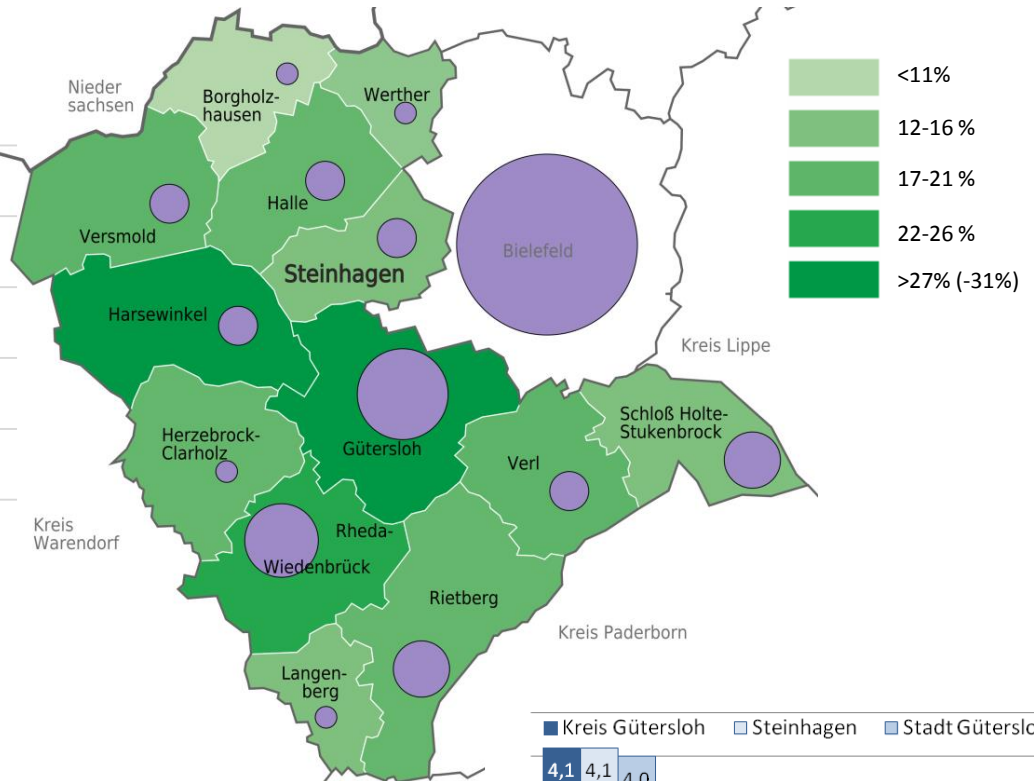 Nieder
sachsen
Borgholz-
hausen
Werther
Halle
Versmold
Steinhagen
Bielefeld
Harsewinkel
Kreis Lippe
Herzebrock-
Clarholz
Gütersloh
Verl
Schloß Holte-
Stukenbrock
Kreis
Warendorf
Rheda-
Wiedenbrück
Rietberg
Kreis Paderborn
Langen-
berg
<11%
12-16 %
17-21 %
22-26 %
>27% (-31%)
Kreis Gütersloh Steinhagen Stadt Güterslo
4,1 4,1 4,0